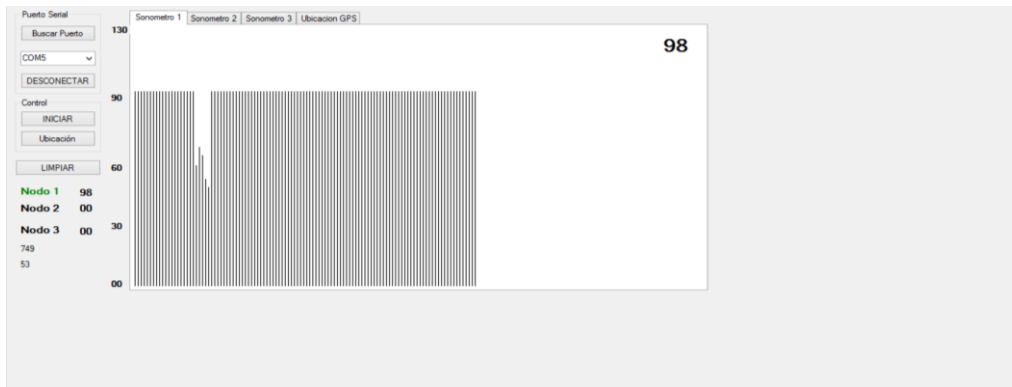 Puerto Serial
Buscar Puerto
COM5
DESCONECTAR
Control
INICIAR
Ubicación
LIMPIAR
Nodo 1 98
Nodo 2 00
Nodo 3 00
749
53
Sonometro 1 Sonometro 2 Sonometro 3 Ubicacion GPS
130
98
90
60
30
00